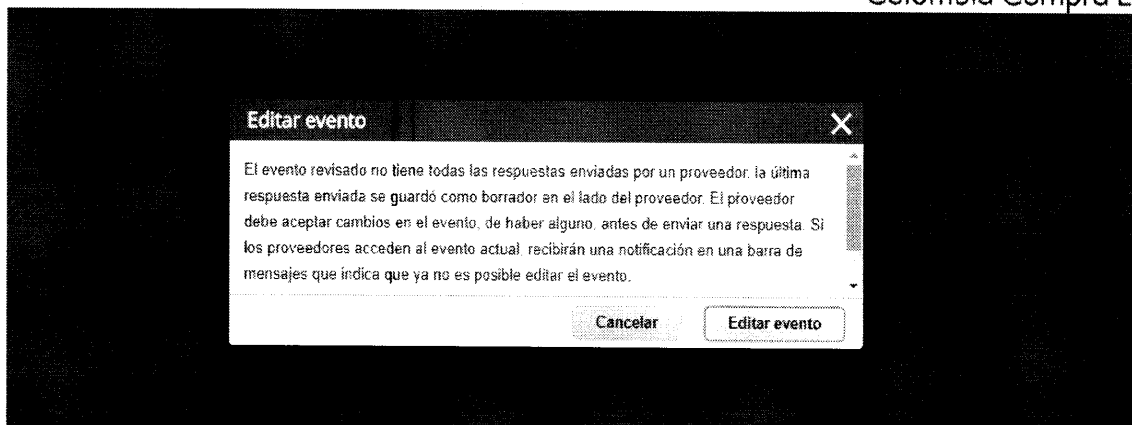 Colombia Compra E
Editar evento
El evento revisado no tiene todas las respuestas enviadas por un proveedor. la última
respuesta enviada se guardó como borrador en el lado del proveedor. El proveedor
debe aceptar cambios en el evento, de haber alguno, antes de enviar una respuesta. Si
los proveedores acceden al evento actual, recibirán una notificación en una barra de
mensajes que indica que ya no es posible editar el evento.
Cancelar
Editar evento